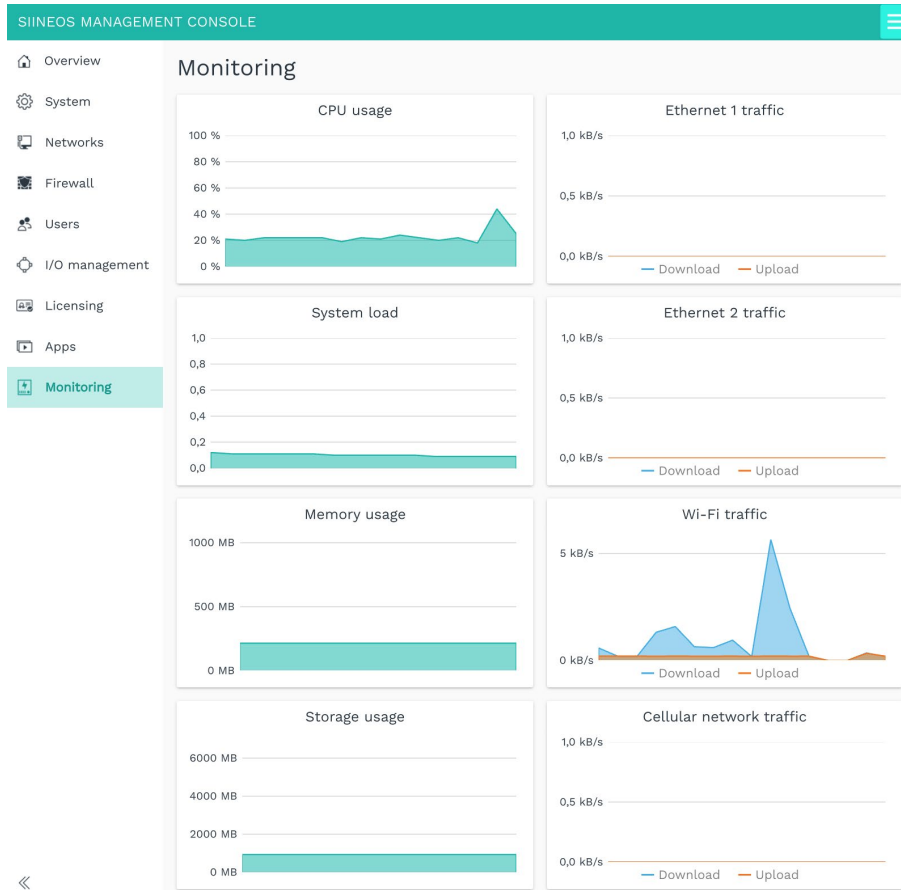 SIINEOS MANAGEMENT CONSOLE
Overview
System
Networks
Firewall
Users
I/O management
Licensing
Apps
Monitoring
Monitoring
CPU usage
100 %
80 %
60 %
40 %
20 %
0 %
Ethernet 1 traffic
1,0 kB/s
0,5 kB/s
0,0 kB/s
Download Upload
System load
1,0
0,8
0,6
0,4
0,2
0,0
Ethernet 2 traffic
1,0 kB/s
0,5 kB/s
0,0 kB/s
Download Upload
Memory usage
1000 MB
500 MB
0 MB
Wi-Fi traffic
5 kB/s
0 kB/s
Download Upload
Storage usage
6000 MB
4000 MB
2000 MB
0 MB
Cellular network traffic
1,0 kB/s
0,5 kB/s
0,0 kB/s
Download Upload